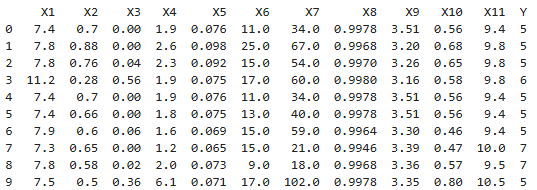 X1 X2 X3 X4 X5 X6 X7 X8 X9 X10 X11 Y
0 7.4 0.7 0.00 1.9 0.076 11.0 34.0 0.9978 3.51 0.56 9.4 5
1 7.8 0.88 0.00 2.6 0.098 25.0 67.0 0.9968 3.20 0.68 9.8 5
2 7.8 0.76 0.04 2.3 0.092 15.0 54.0 0.9970 3.26 0.65 9.8 5
3 11.2 0.28 0.56 1.9 0.075 17.0 60.0 0.9980 3.16 0.58 9.8 6
4 7.4 0.7 0.00 1.9 0.076 11.0 34.0 0.9978 3.51 0.56 9.4 5
5 7.4 0.66 0.00 1.8 0.075 13.0 40.0 0.9978 3.51 0.56 9.4 5
6 7.9 0.6 0.06 1.6 0.069 15.0 59.0 0.9964 3.30 0.46 9.4 5
7 7.3 0.65 0.00 1.2 0.065 15.0 21.0 0.9946 3.39 0.47 10.0 7
8 7.8 0.58 0.02 2.0 0.073 9.0 18.0 0.9968 3.36 0.57 9.5 7
9 7.5 0.5 0.36 6.1 0.071 17.0 102.0 0.9978 3.35 0.80 10.5 5